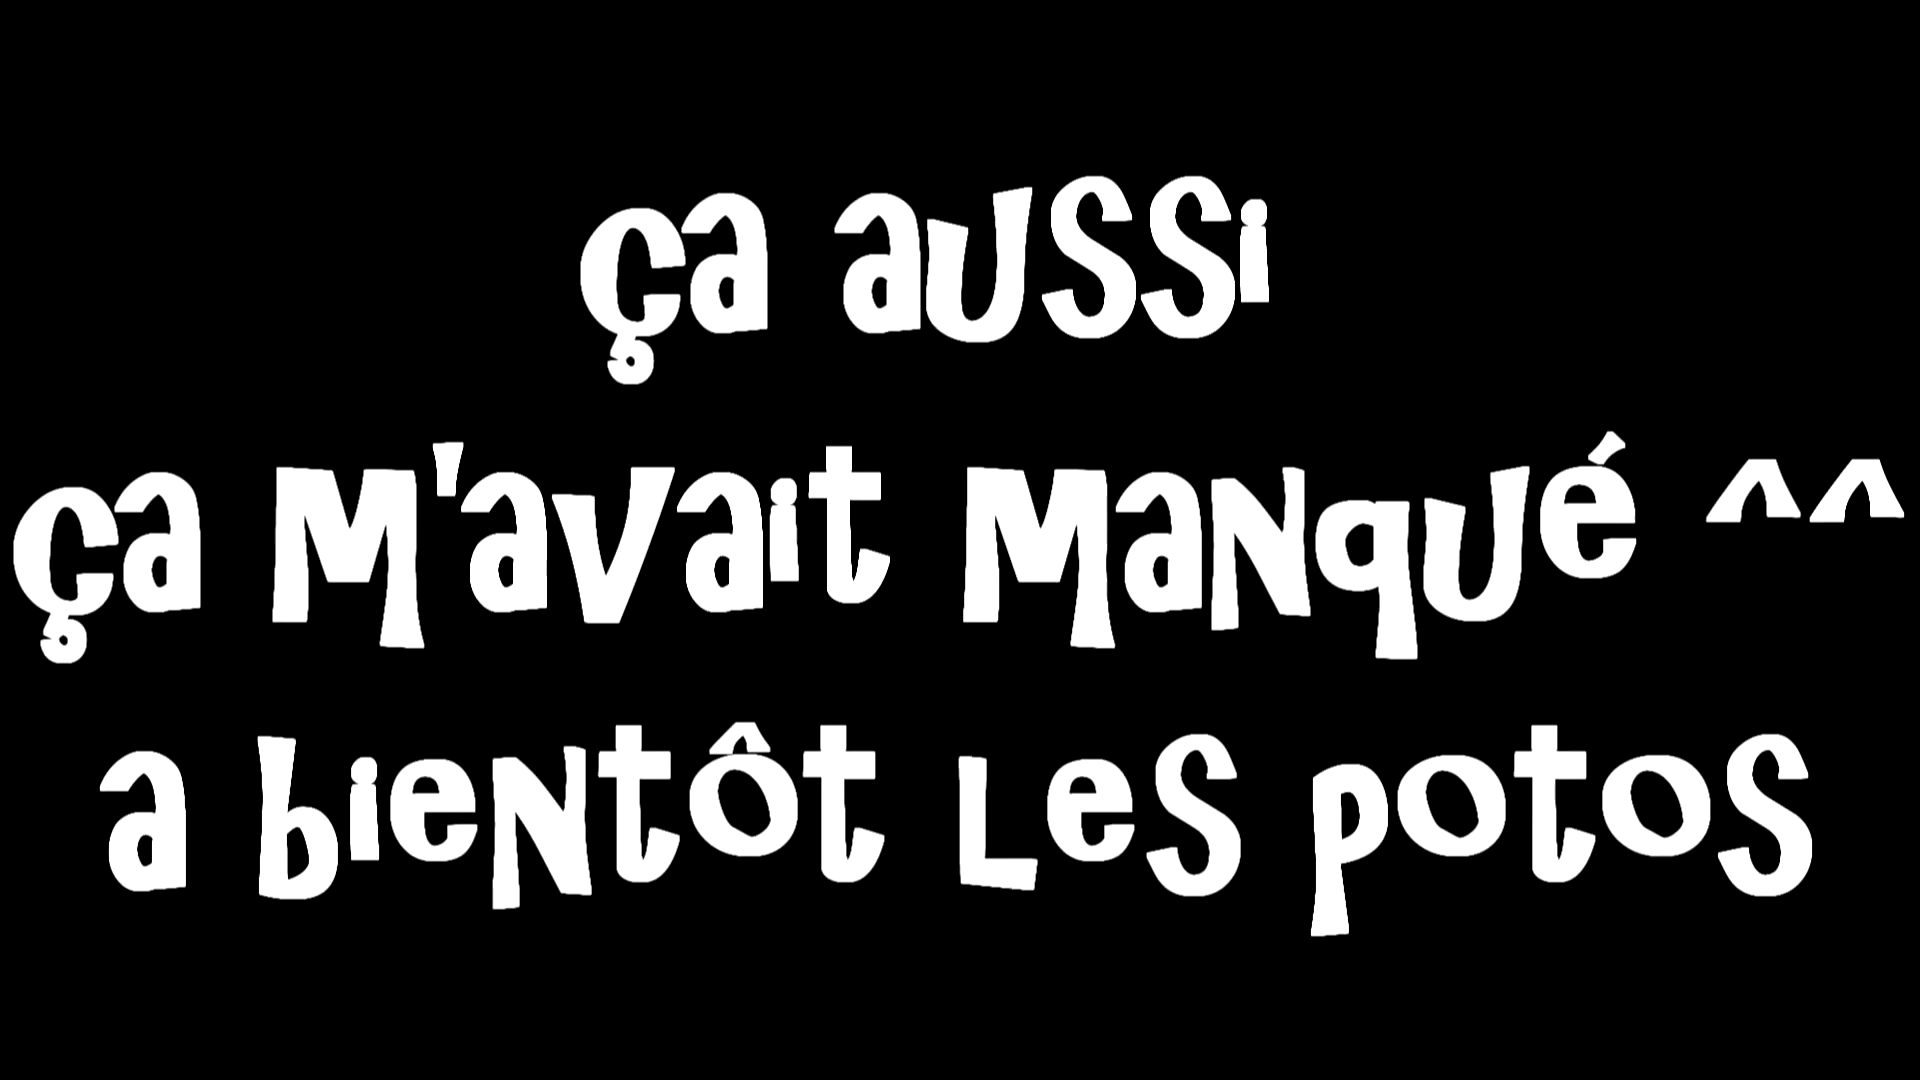 ça aussi
ça m'avait manqué ^^
a bientôt les potos